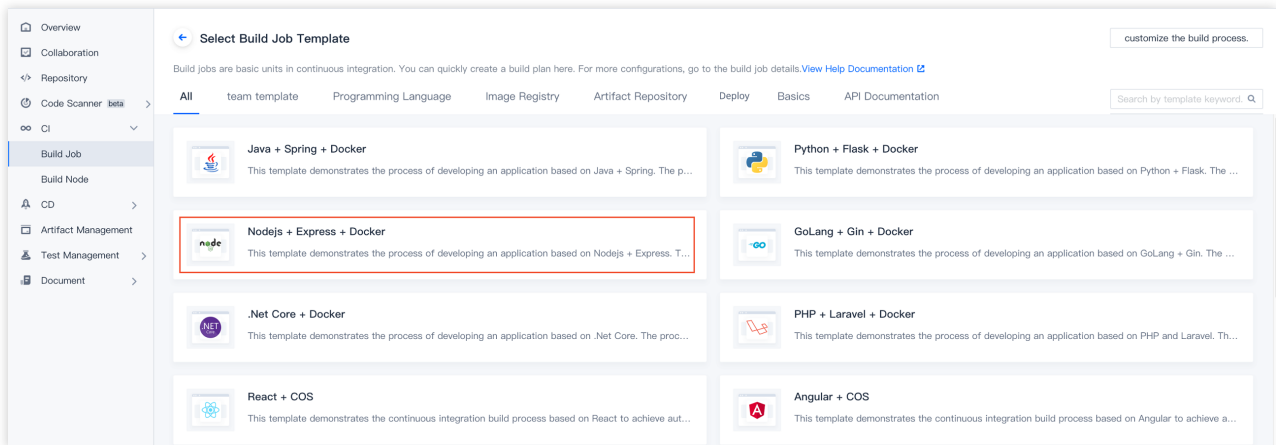 Overview
Collaboration
Repository
Code Scanner beta
CI
Build Job
Build Node
CD
Artifact Management
Test Management
Document
Select Build Job Template
customize the build process.
Build jobs are basic units in continuous integration. You can quickly create a build plan here. For more configurations, go to the build job details.View Help Documentation
All team template Programming Language Image Registry Artifact Repository Deploy Basics API Documentation
Search by template keyword.
Java + Spring + Docker
This template demonstrates the process of developing an application based on Java + Spring. The p...
Python + Flask + Docker
This template demonstrates the process of developing an application based on Python + Flask. The ...
node
Nodejs + Express + Docker
This template demonstrates the process of developing an application based on Nodejs + Express. T...
GO
GoLang + Gin + Docker
This template demonstrates the process of developing an application based on GoLang + Gin. The ...
.NET
Core
.Net Core + Docker
This template demonstrates the process of developing an application based on .Net Core. The proc...
PHP + Laravel + Docker
This template demonstrates the process of developing an application based on PHP and Laravel. Th...
React + COS
This template demonstrates the continuous integration build process based on React to achieve aut...
Angular + COS
This template demonstrates the continuous integration build process based on Angular to achieve a...